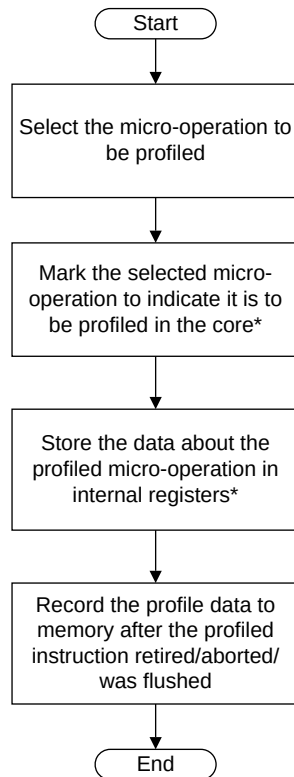 Start
Select the micro-operation to
be profiled
Mark the selected micro-
operation to indicate it is to
be profiled in the core*
Store the data about the
profiled micro-operation in
internal registers*
Record the profile data to
memory after the profiled
instruction retired/aborted/
was flushed
End